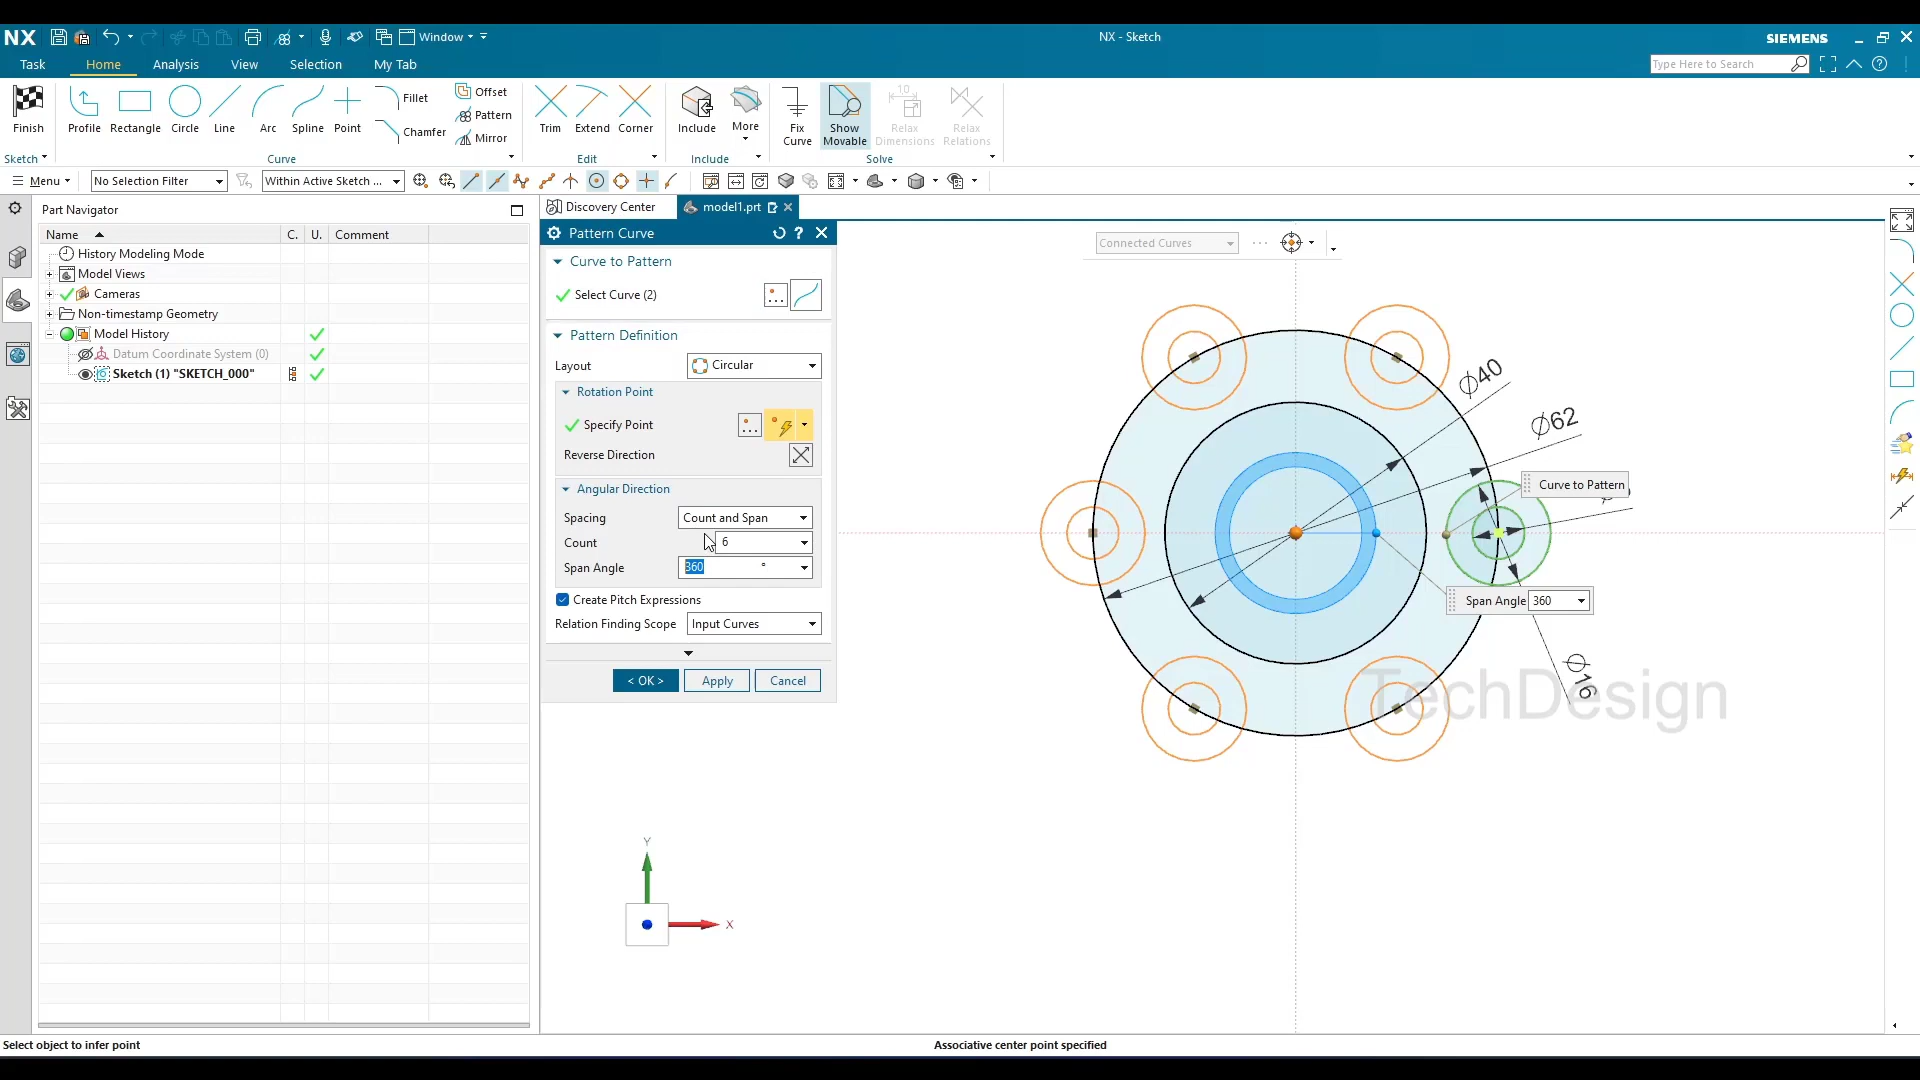 NX
Window
NX - Sketch
SIEMENS
Task
Home
Analysis
View
Selection
My Tab
Type Here to Search
Finish
Profile
Rectangle
Circle
Line
Arc
Spline
Point
Fillet
Chamfer
Offset
Pattern
Mirror
Trim
Extend
Corner
Include
More
Fix
Curve
Show
Movable
1.0
Relax
Dimensions
Relax
Relations
Sketch
Curve
Edit
Include
Solve
Menu
No Selection Filter
Within Active Sketch ...
Part Navigator
Name
C.
U.
Comment
History Modeling Mode
Model Views
Cameras
Non-timestamp Geometry
Model History
Datum Coordinate System (0)
Sketch (1) "SKETCH_000"
Discovery Center
model1.prt
Pattern Curve
Curve to Pattern
Select Curve (2)
Pattern Definition
Layout
Circular
Rotation Point
Specify Point
Reverse Direction
Angular Direction
Spacing
Count and Span
Count
6
Span Angle
360
°
Create Pitch Expressions
Relation Finding Scope
Input Curves
< OK >
Apply
Cancel
Connected Curves
Ø40
Ø62
Curve to Pattern
Span Angle
360
Ø16
TechDesign
Y
X
Select object to infer point
Associative center point specified